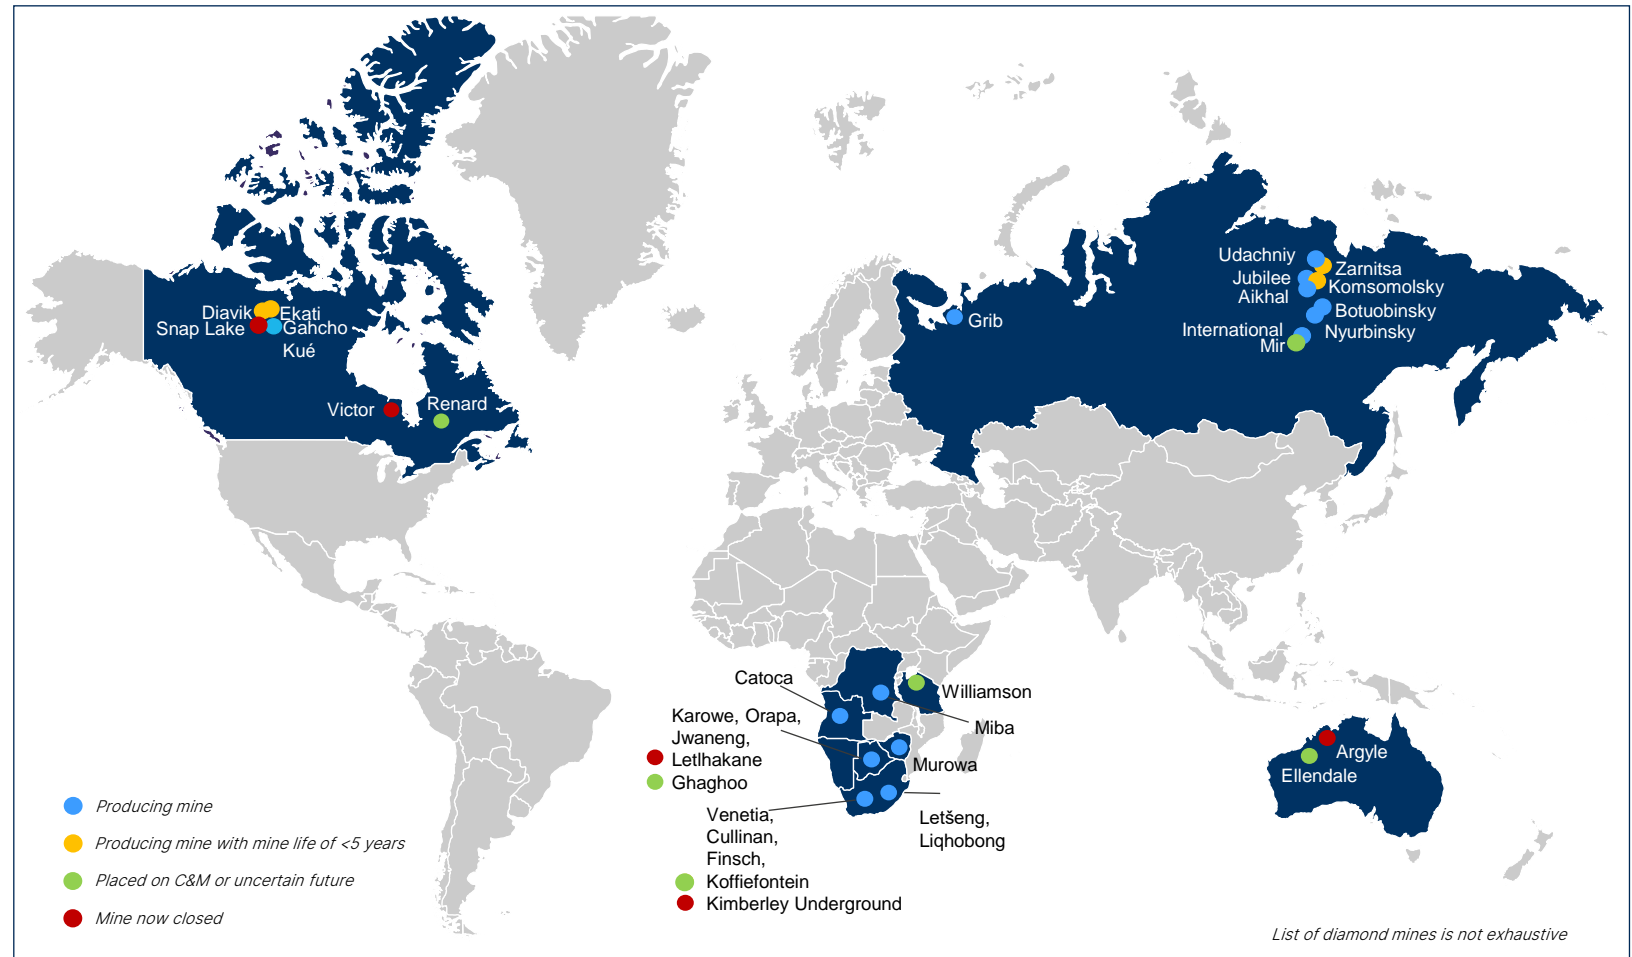 Diavik
Ekati
Snap Lake
Gahcho
Kué
Victor
Renard
Grib
Udachniy
Zarnitsa
Jubilee
Komsomolsky
Aikhal
Botuobinsky
Nyurbinsky
International
Mir
Catoca
Williamson
Miba
Karowe, Orapa,
Jwaneng,
Letlhakane
Ghaghoo
Murowa
Venetia,
Cullinan,
Finsch,
Koffiefontein
Kimberley Underground
Letšeng,
Liqhobong
Argyle
Ellendale
Producing mine
Producing mine with mine life of <5 years
Placed on C&M or uncertain future
Mine now closed
List of diamond mines is not exhaustive